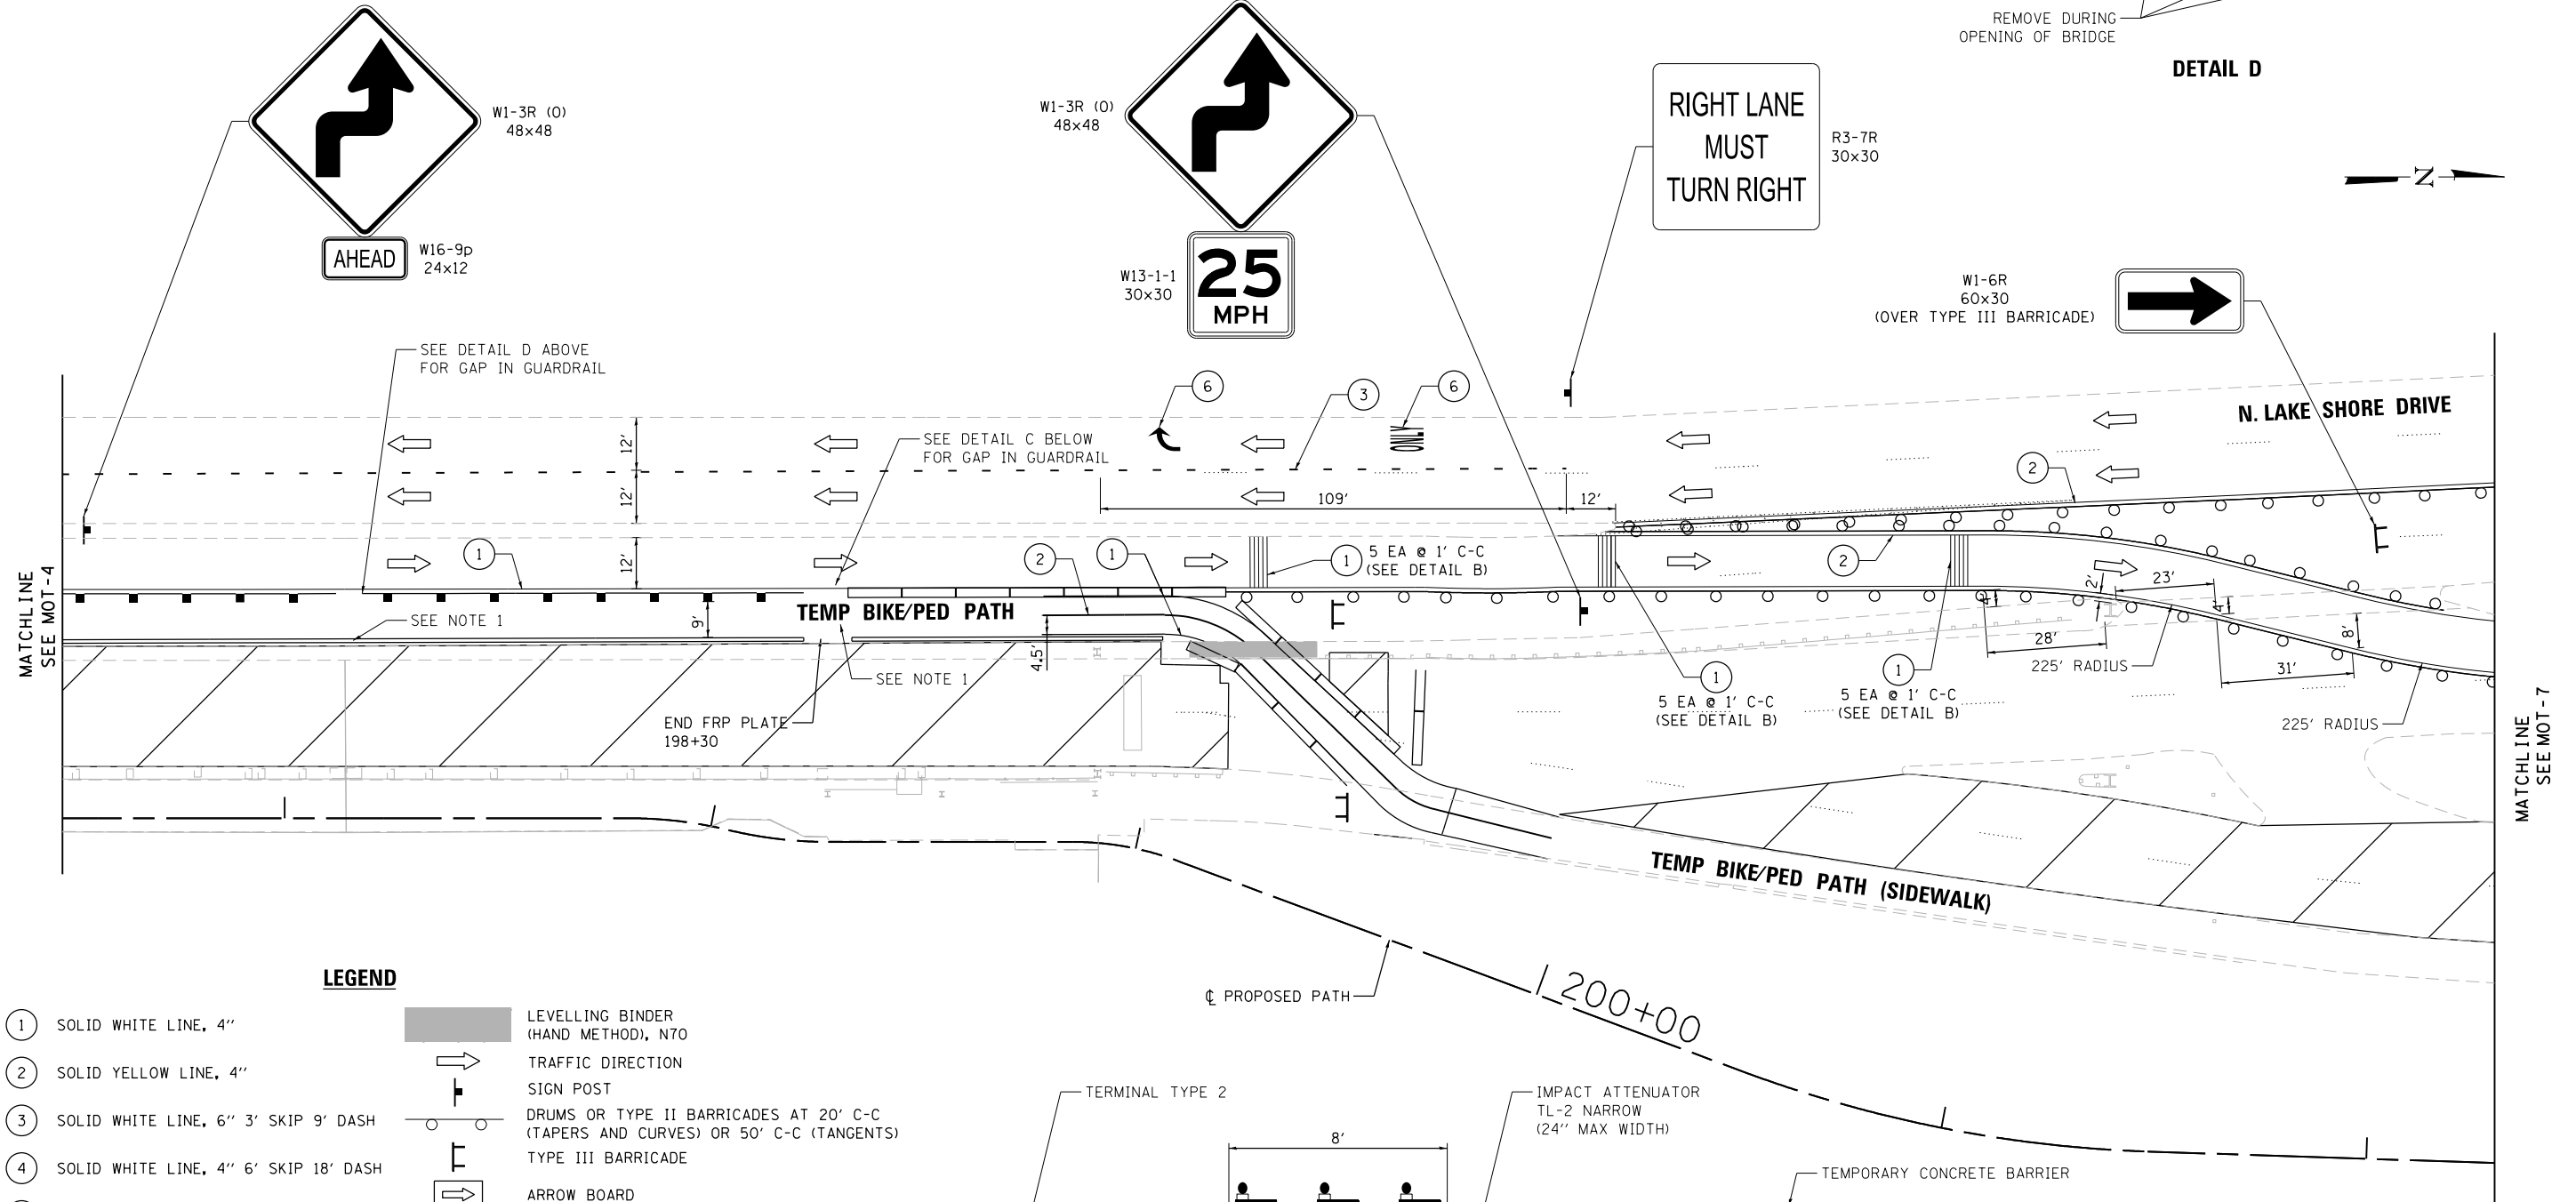 REMOVE DURING
OPENING OF BRIDGE
DETAIL D
W1-3R (O)
48x48
AHEAD
W16-9p
24x12
W1-3R (O)
48x48
25
MPH
W13-1-1
30x30
RIGHT LANE
MUST
TURN RIGHT
R3-7R
30x30
N
W1-6R
60x30
(OVER TYPE III BARRICADE)
SEE DETAIL D ABOVE
FOR GAP IN GUARDRAIL
6
3
6
N. LAKE SHORE DRIVE
SEE DETAIL C BELOW
FOR GAP IN GUARDRAIL
12'
12'
12'
109'
12'
2
ONLY
1
2
1
1
5 EA @ 1' C-C
(SEE DETAIL B)
2
MATCHLINE
SEE MOT-4
TEMP BIKE/PED PATH
SEE NOTE 1
9'
4.5'
SEE NOTE 1
END FRP PLATE
198+30
2'
23'
4'
4'
28'
8'
225' RADIUS
31'
225' RADIUS
1
5 EA @ 1' C-C
(SEE DETAIL B)
1
5 EA @ 1' C-C
(SEE DETAIL B)
MATCHLINE
SEE MOT-7
TEMP BIKE/PED PATH (SIDEWALK)
℄ PROPOSED PATH
200+00
LEGEND
1 SOLID WHITE LINE, 4''
2 SOLID YELLOW LINE, 4''
3 SOLID WHITE LINE, 6'' 3' SKIP 9' DASH
4 SOLID WHITE LINE, 4'' 6' SKIP 18' DASH
LEVELLING BINDER
(HAND METHOD), N70
TRAFFIC DIRECTION
SIGN POST
DRUMS OR TYPE II BARRICADES AT 20' C-C
(TAPERS AND CURVES) OR 50' C-C (TANGENTS)
TYPE III BARRICADE
ARROW BOARD
TERMINAL TYPE 2
8'
IMPACT ATTENUATOR
TL-2 NARROW
(24'' MAX WIDTH)
TEMPORARY CONCRETE BARRIER